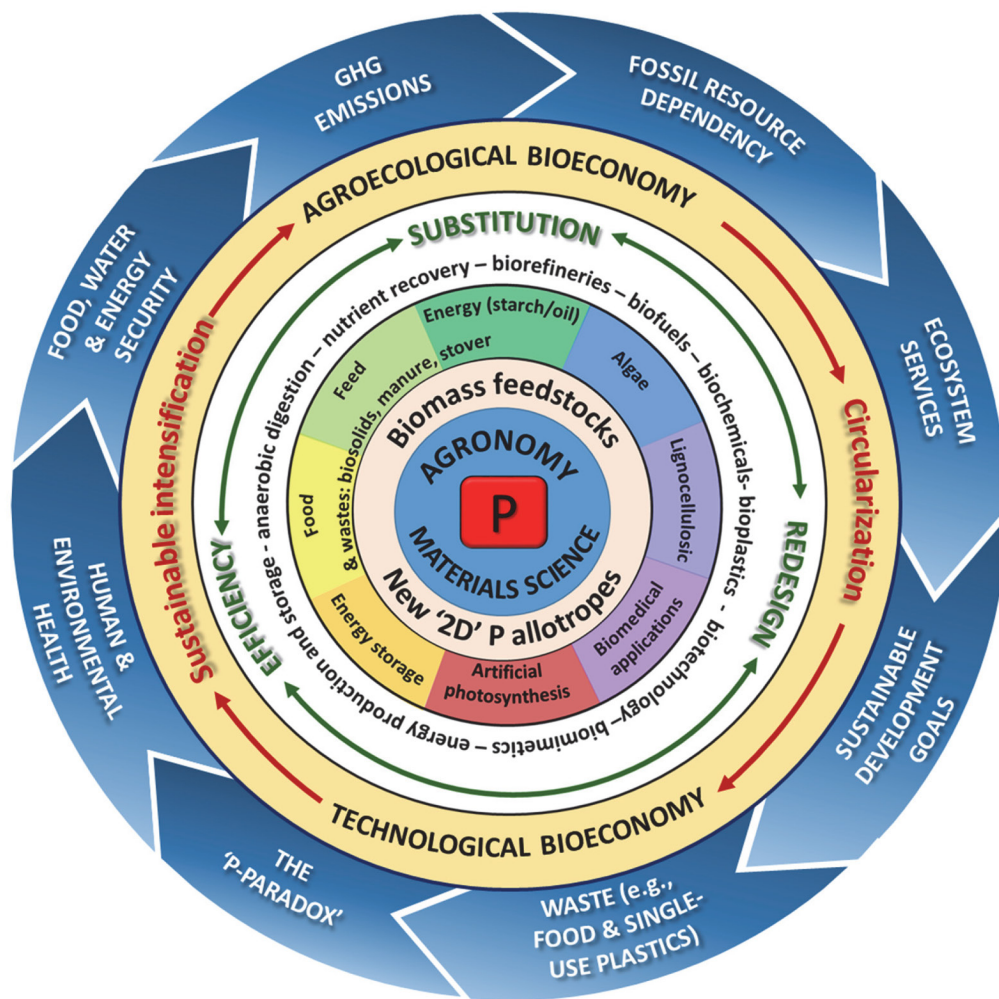 GHG
EMISSIONS
FOSSIL RESOURCE
DEPENDENCY
ECOSYSTEM
SERVICES
SUSTAINABLE
DEVELOPMENT
GOALS
WASTE (e.g.,
FOOD & SINGLE-
USE PLASTICS)
THE
‘P-PARADOX’
HUMAN &
ENVIRONMENTAL
HEALTH
FOOD, WATER
& ENERGY
SECURITY
AGROECOLOGICAL BIOECONOMY
Circularization
TECHNOLOGICAL BIOECONOMY
Sustainable intensification
SUBSTITUTION
REDESIGN
EFFICIENCY
anaerobic digestion – nutrient recovery – biorefineries – biofuels – biochemicals- bioplastics - biotechnology– biomimetics – energy production and storage -
Energy (starch/oil)
Algae
Lignocellulosic
Biomedical
applications
Artificial
photosynthesis
Energy storage
Food
Feed
& wastes: biosolids, manure, stover
Biomass feedstocks
New ‘2D’ P allotropes
AGRONOMY
P
MATERIALS SCIENCE